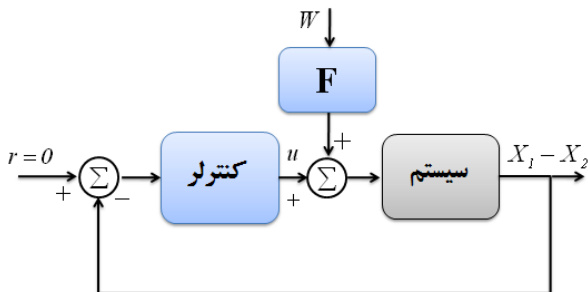 W
F
r = 0
Σ
+
−
کنترلر
u
+
+
Σ
سیستم
X₁ − X₂